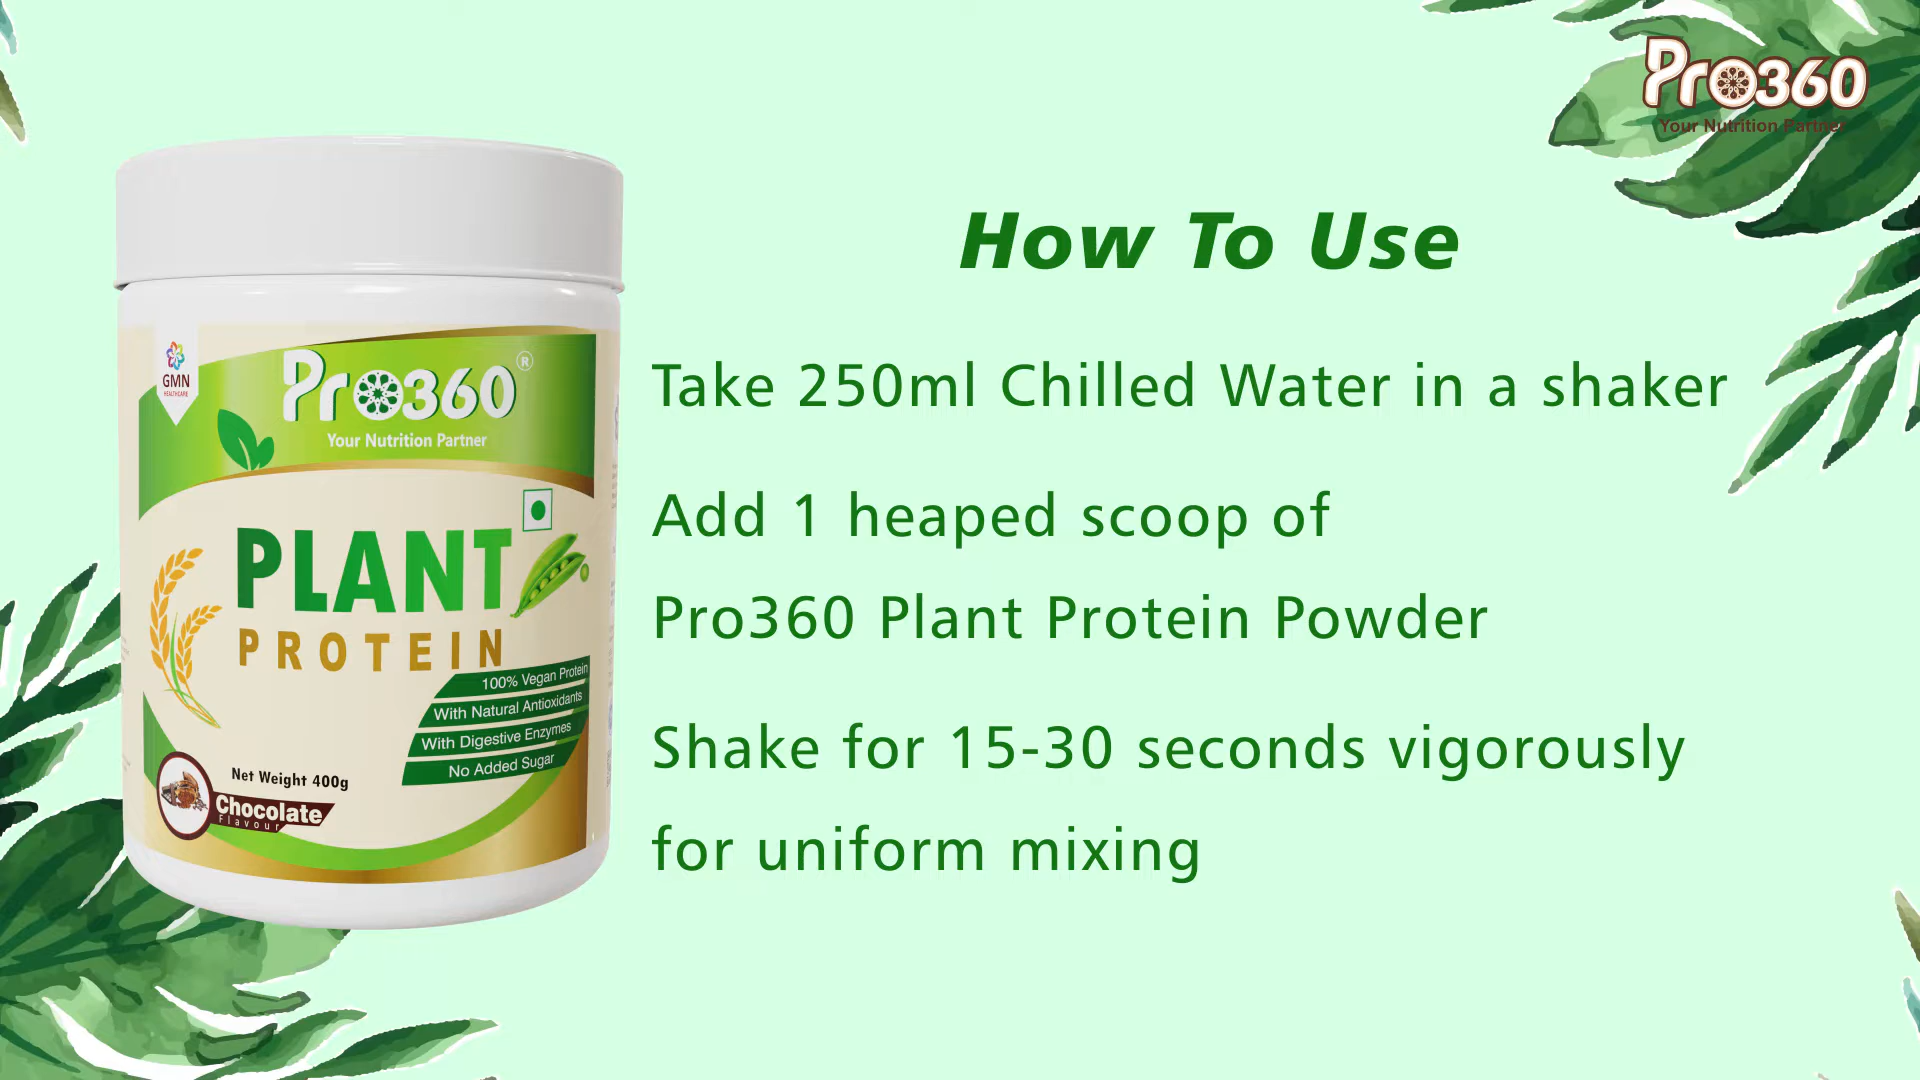 Pro360
Your Nutrition Partner
How To Use
Take 250ml Chilled Water in a shaker
Add 1 heaped scoop of
Pro360 Plant Protein Powder
Shake for 15-30 seconds vigorously
for uniform mixing
GMN
HEALTHCARE
Pro360®
Your Nutrition Partner
PLANT
PROTEIN
100% Vegan Protein
With Natural Antioxidants
With Digestive Enzymes
No Added Sugar
Net Weight 400g
Chocolate
Flavour